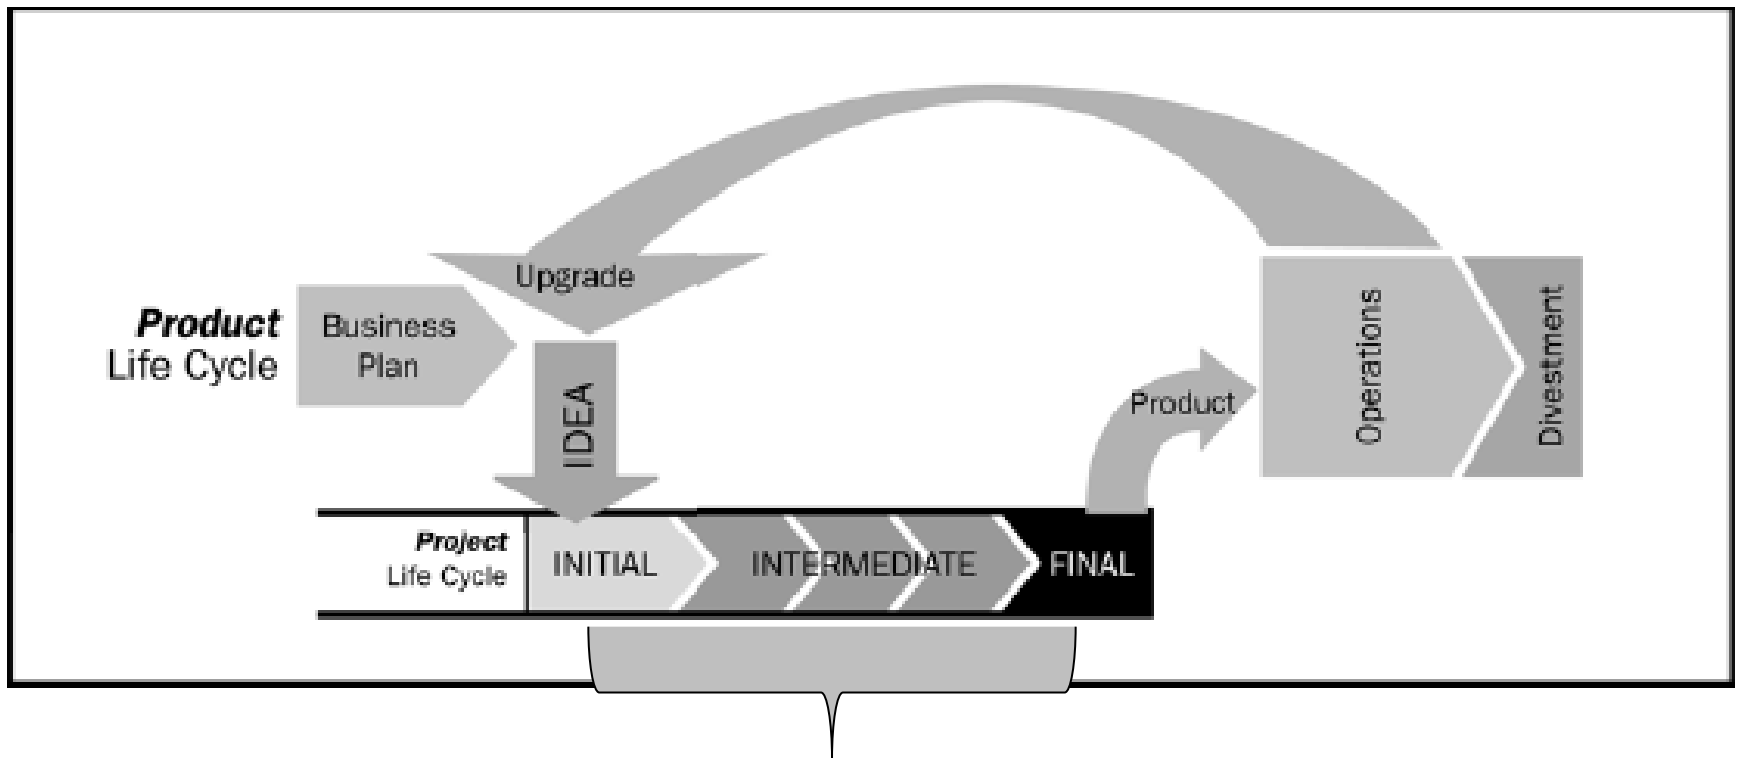 Upgrade
Product
Life Cycle
Business
Plan
IDEA
Product
Operations
Divestment
Project
Life Cycle
INITIAL
INTERMEDIATE
FINAL